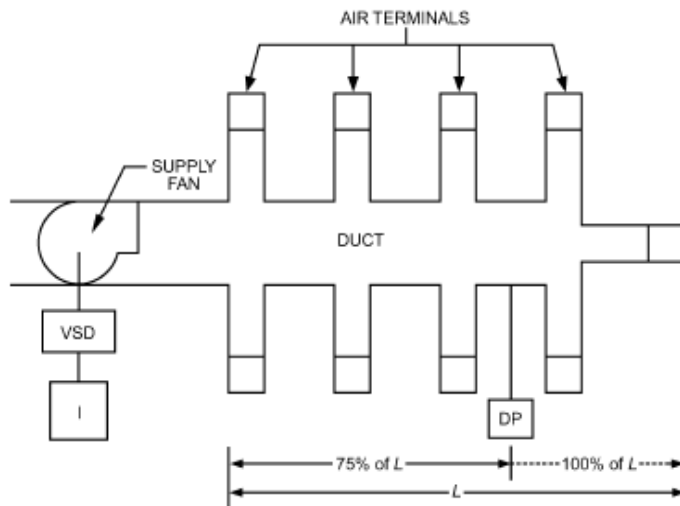 AIR TERMINALS
SUPPLY
FAN
DUCT
VSD
I
DP
75% of L
100% of L
L